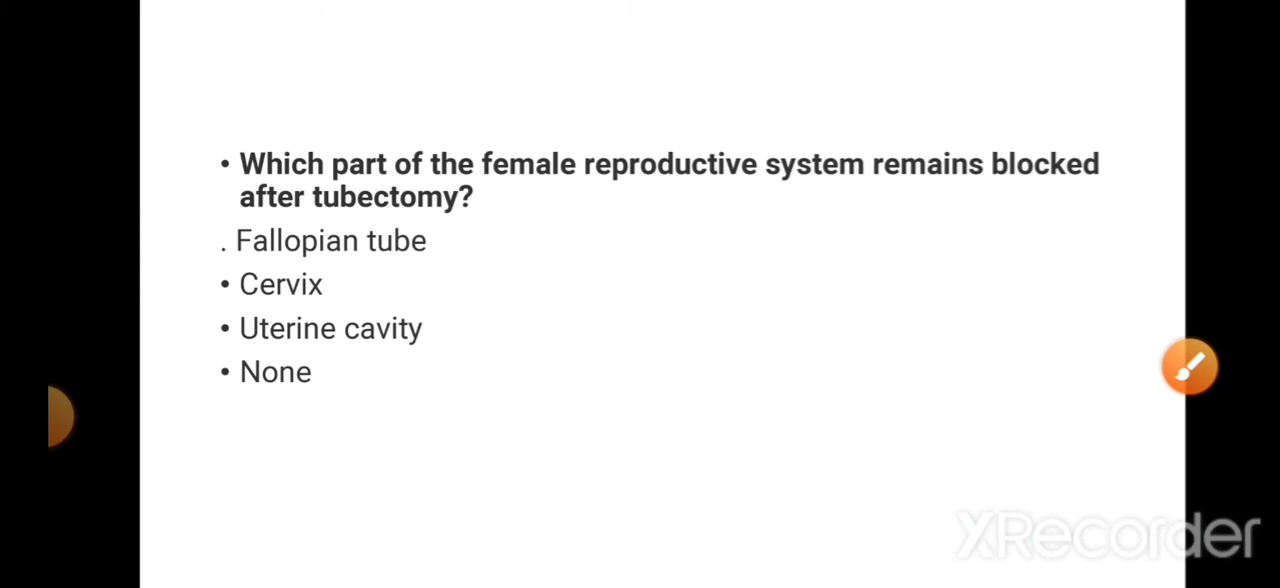 • Which part of the female reproductive system remains blocked
after tubectomy?
. Fallopian tube
• Cervix
• Uterine cavity
• None
XRecorder